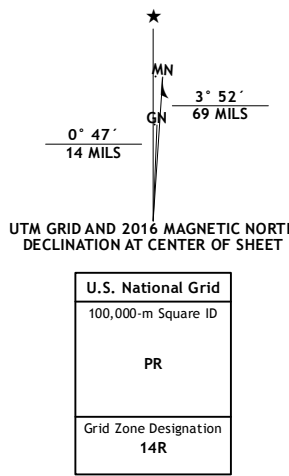 ★
MN
GN
3° 52´
69 MILS
0° 47´
14 MILS
UTM GRID AND 2016 MAGNETIC NORTH
DECLINATION AT CENTER OF SHEET
U.S. National Grid
100,000-m Square ID
PR
Grid Zone Designation
14R